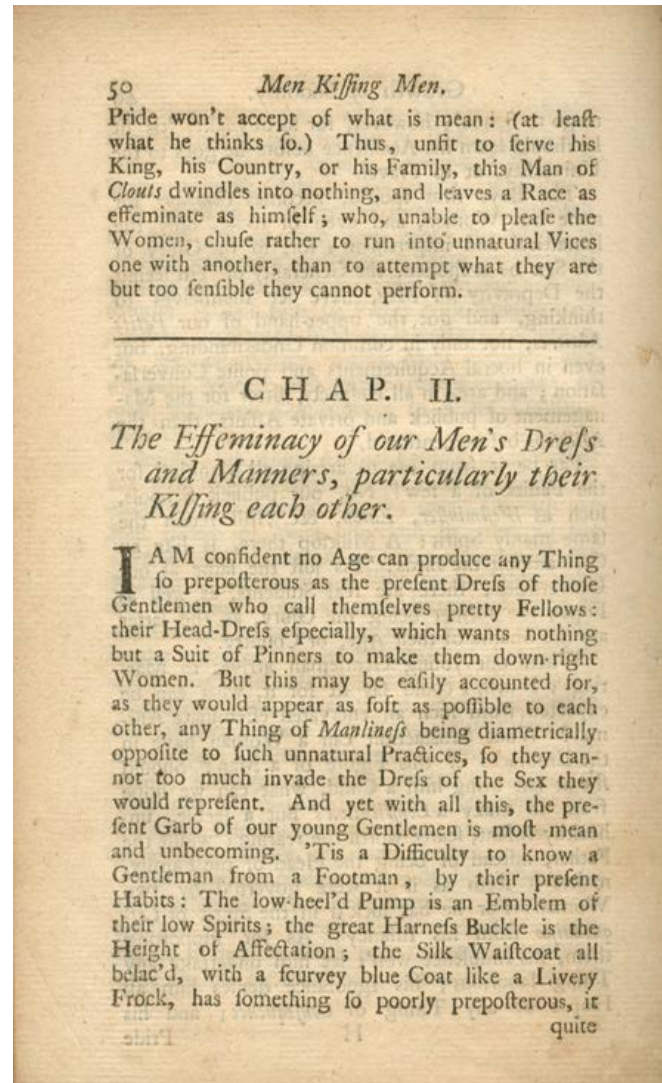 50 Men Kiſſing Men.
Pride won't accept of what is mean: (at leaſt
what he thinks ſo.) Thus, unfit to ſerve his
King, his Country, or his Family, this Man of
Clouts dwindles into nothing, and leaves a Race as
effeminate as himſelf; who, unable to pleaſe the
Women, chuſe rather to run into unnatural Vices
one with another, than to attempt what they are
but too ſenſible they cannot perform.
CHAP. II.
The Effeminacy of our Men's Dreſs
and Manners, particularly their
Kiſſing each other.
I AM confident no Age can produce any Thing
ſo prepoſterous as the preſent Dreſs of thoſe
Gentlemen who call themſelves pretty Fellows:
their Head-Dreſs eſpecially, which wants nothing
but a Suit of Pinners to make them down-right
Women. But this may be eaſily accounted for,
as they would appear as ſoft as poſſible to each
other, any Thing of Manlineſs being diametrically
oppoſite to ſuch unnatural Practices, ſo they can-
not too much invade the Dreſs of the Sex they
would repreſent. And yet with all this, the pre-
ſent Garb of our young Gentlemen is moſt mean
and unbecoming. 'Tis a Difficulty to know a
Gentleman from a Footman, by their preſent
Habits: The low-heel'd Pump is an Emblem of
their low Spirits; the great Harneſs Buckle is the
Height of Affectation; the Silk Waiſtcoat all
belac'd, with a ſcurvey blue Coat like a Livery
Frock, has ſomething ſo poorly prepoſterous, it
quite